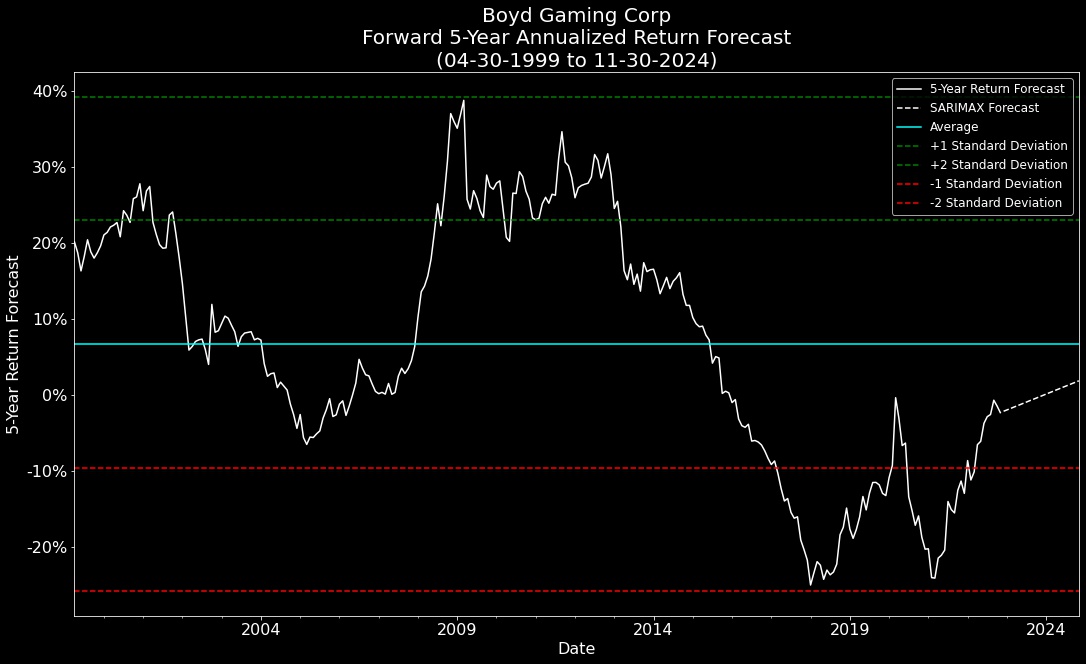 Boyd Gaming Corp
Forward 5-Year Annualized Return Forecast
(04-30-1999 to 11-30-2024)
5-Year Return Forecast
40%
30%
20%
10%
0%
-10%
-20%
5-Year Return Forecast
SARIMAX Forecast
Average
+1 Standard Deviation
+2 Standard Deviation
-1 Standard Deviation
-2 Standard Deviation
2004
2009
2014
2019
2024
Date